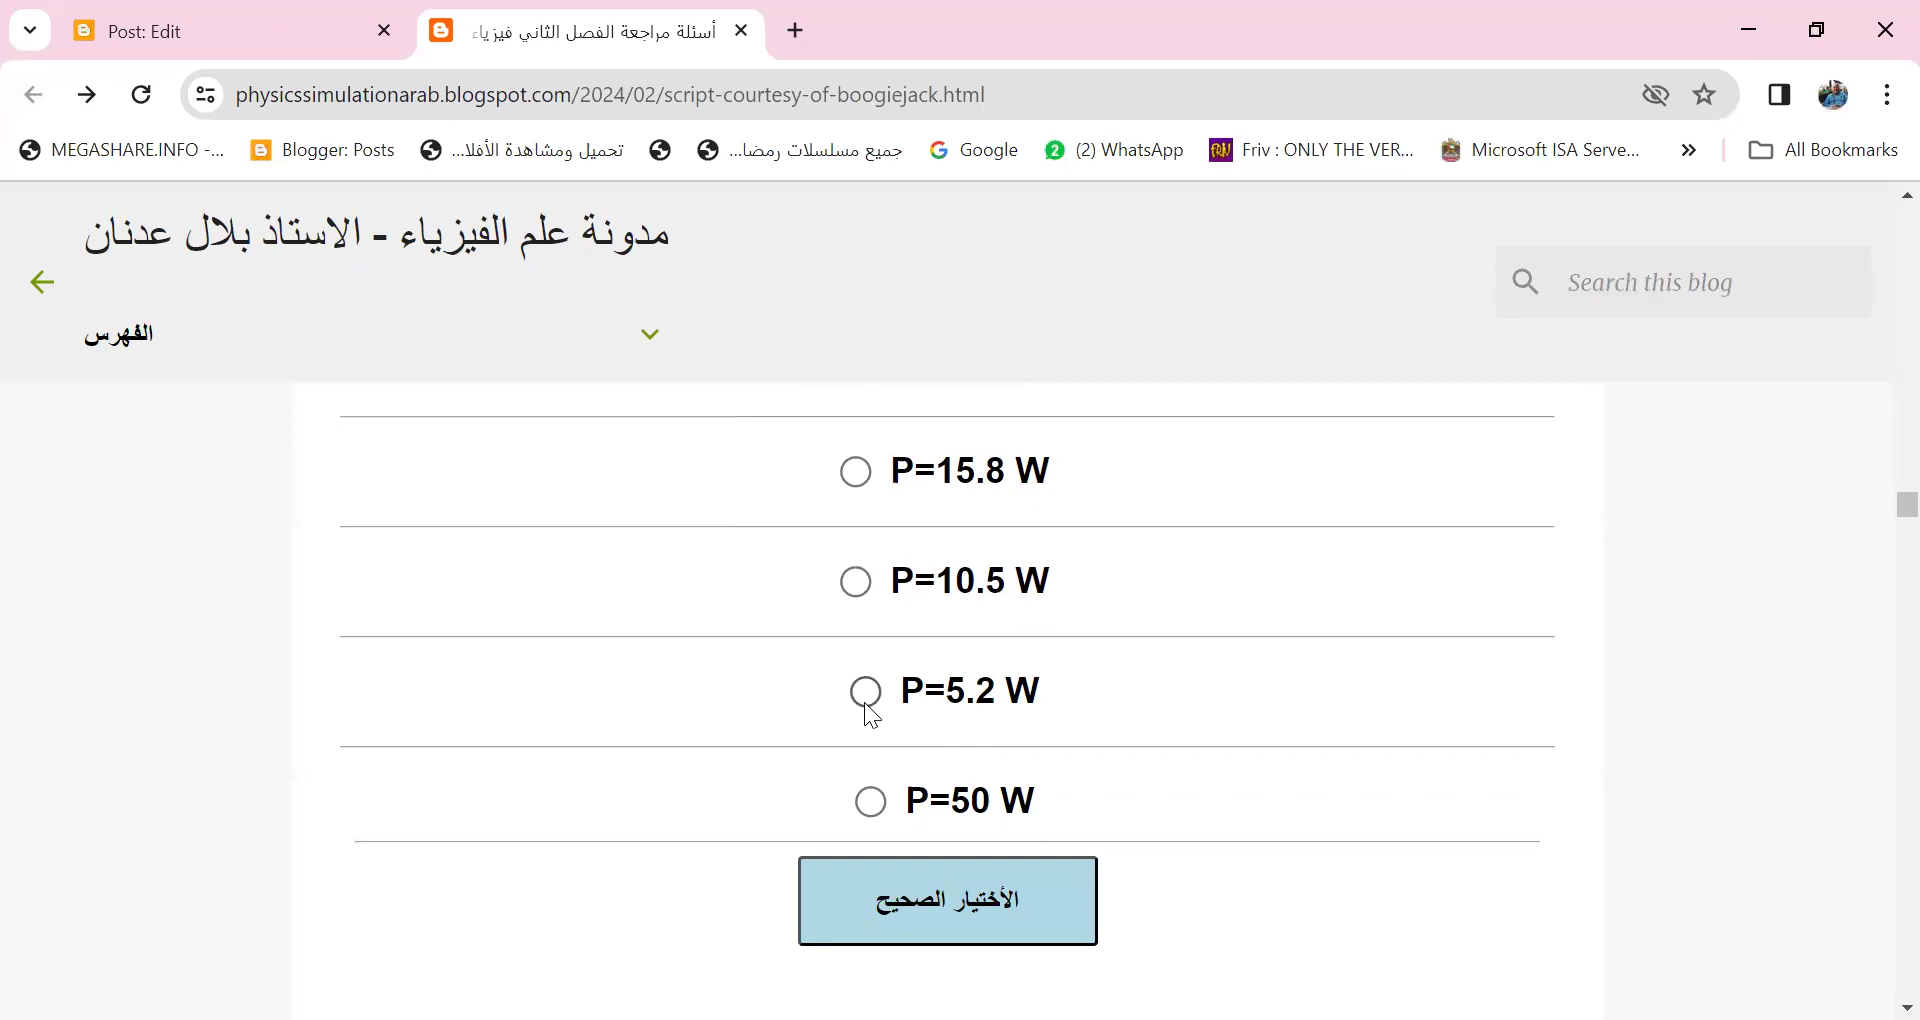 Post: Edit
أسئلة مراجعة الفصل الثاني فيزياء
physicssimulationarab.blogspot.com/2024/02/script-courtesy-of-boogiejack.html
MEGASHARE.INFO -...
Blogger: Posts
تحميل ومشاهدة الأفلا...
جميع مسلسلات رمضا...
Google
(2) WhatsApp
Friv : ONLY THE VER...
Microsoft ISA Serve...
»
All Bookmarks
مدونة علم الفيزياء - الاستاذ بلال عدنان
Search this blog
الفهرس
P=15.8 W
P=10.5 W
P=5.2 W
P=50 W
الأختيار الصحيح